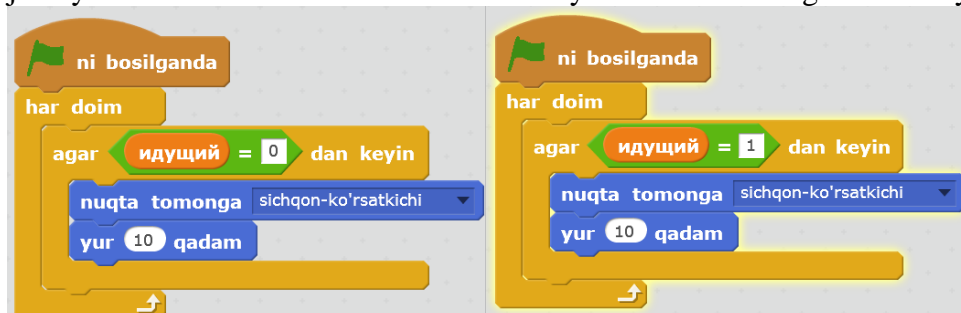 ni bosilganda
har doim
agar идущий = 0 dan keyin
nuqta tomonga sichqon-ko'rsatkichi
yur 10 qadam
ni bosilganda
har doim
agar идущий = 1 dan keyin
nuqta tomonga sichqon-ko'rsatkichi
yur 10 qadam